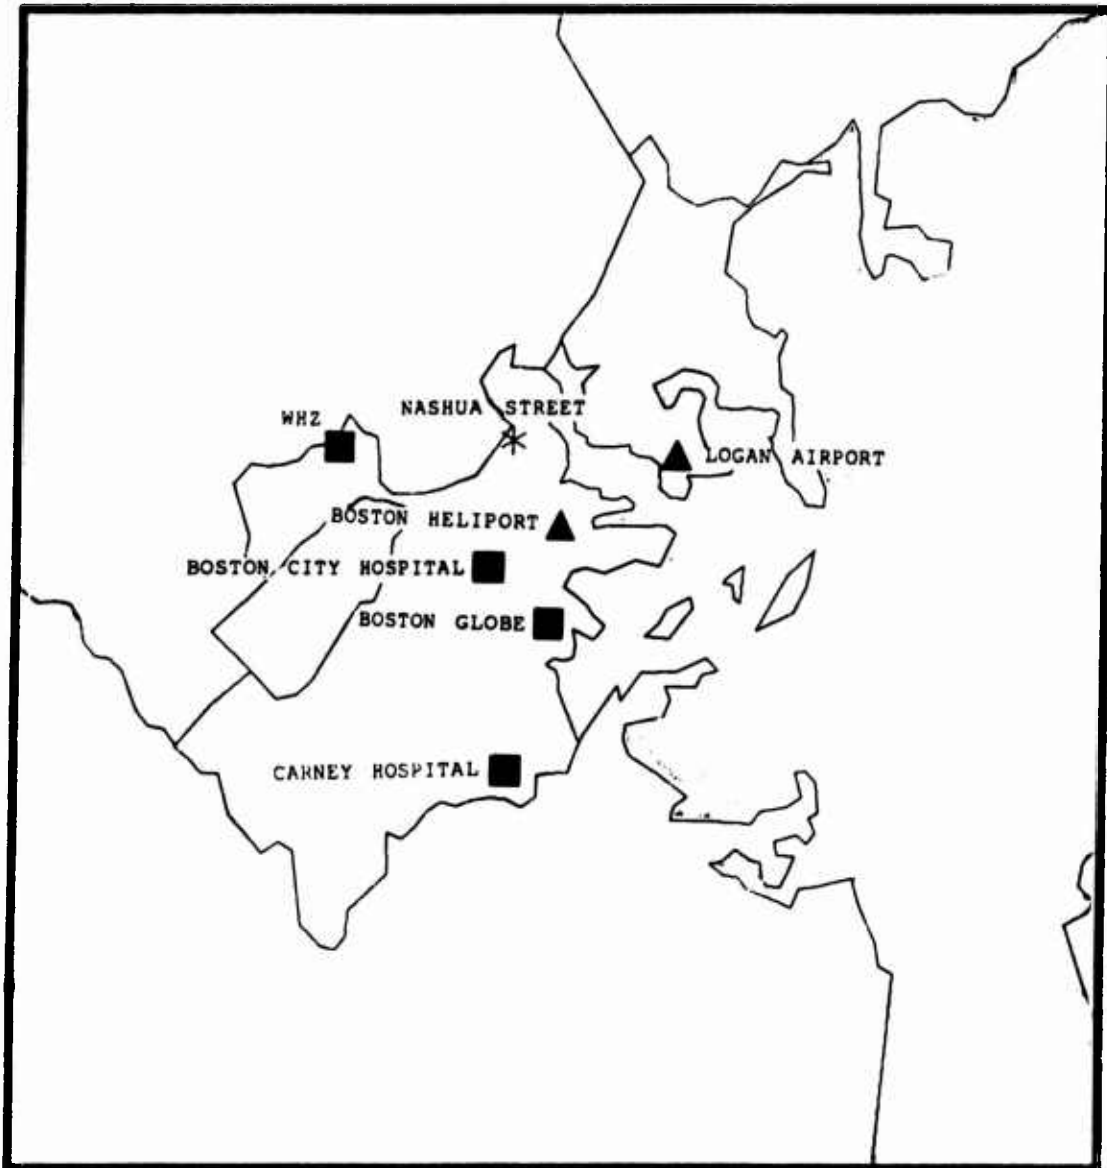 NASHUA STREET
WHZ
LOGAN AIRPORT
BOSTON HELIPORT
BOSTON CITY HOSPITAL
BOSTON GLOBE
CARNEY HOSPITAL